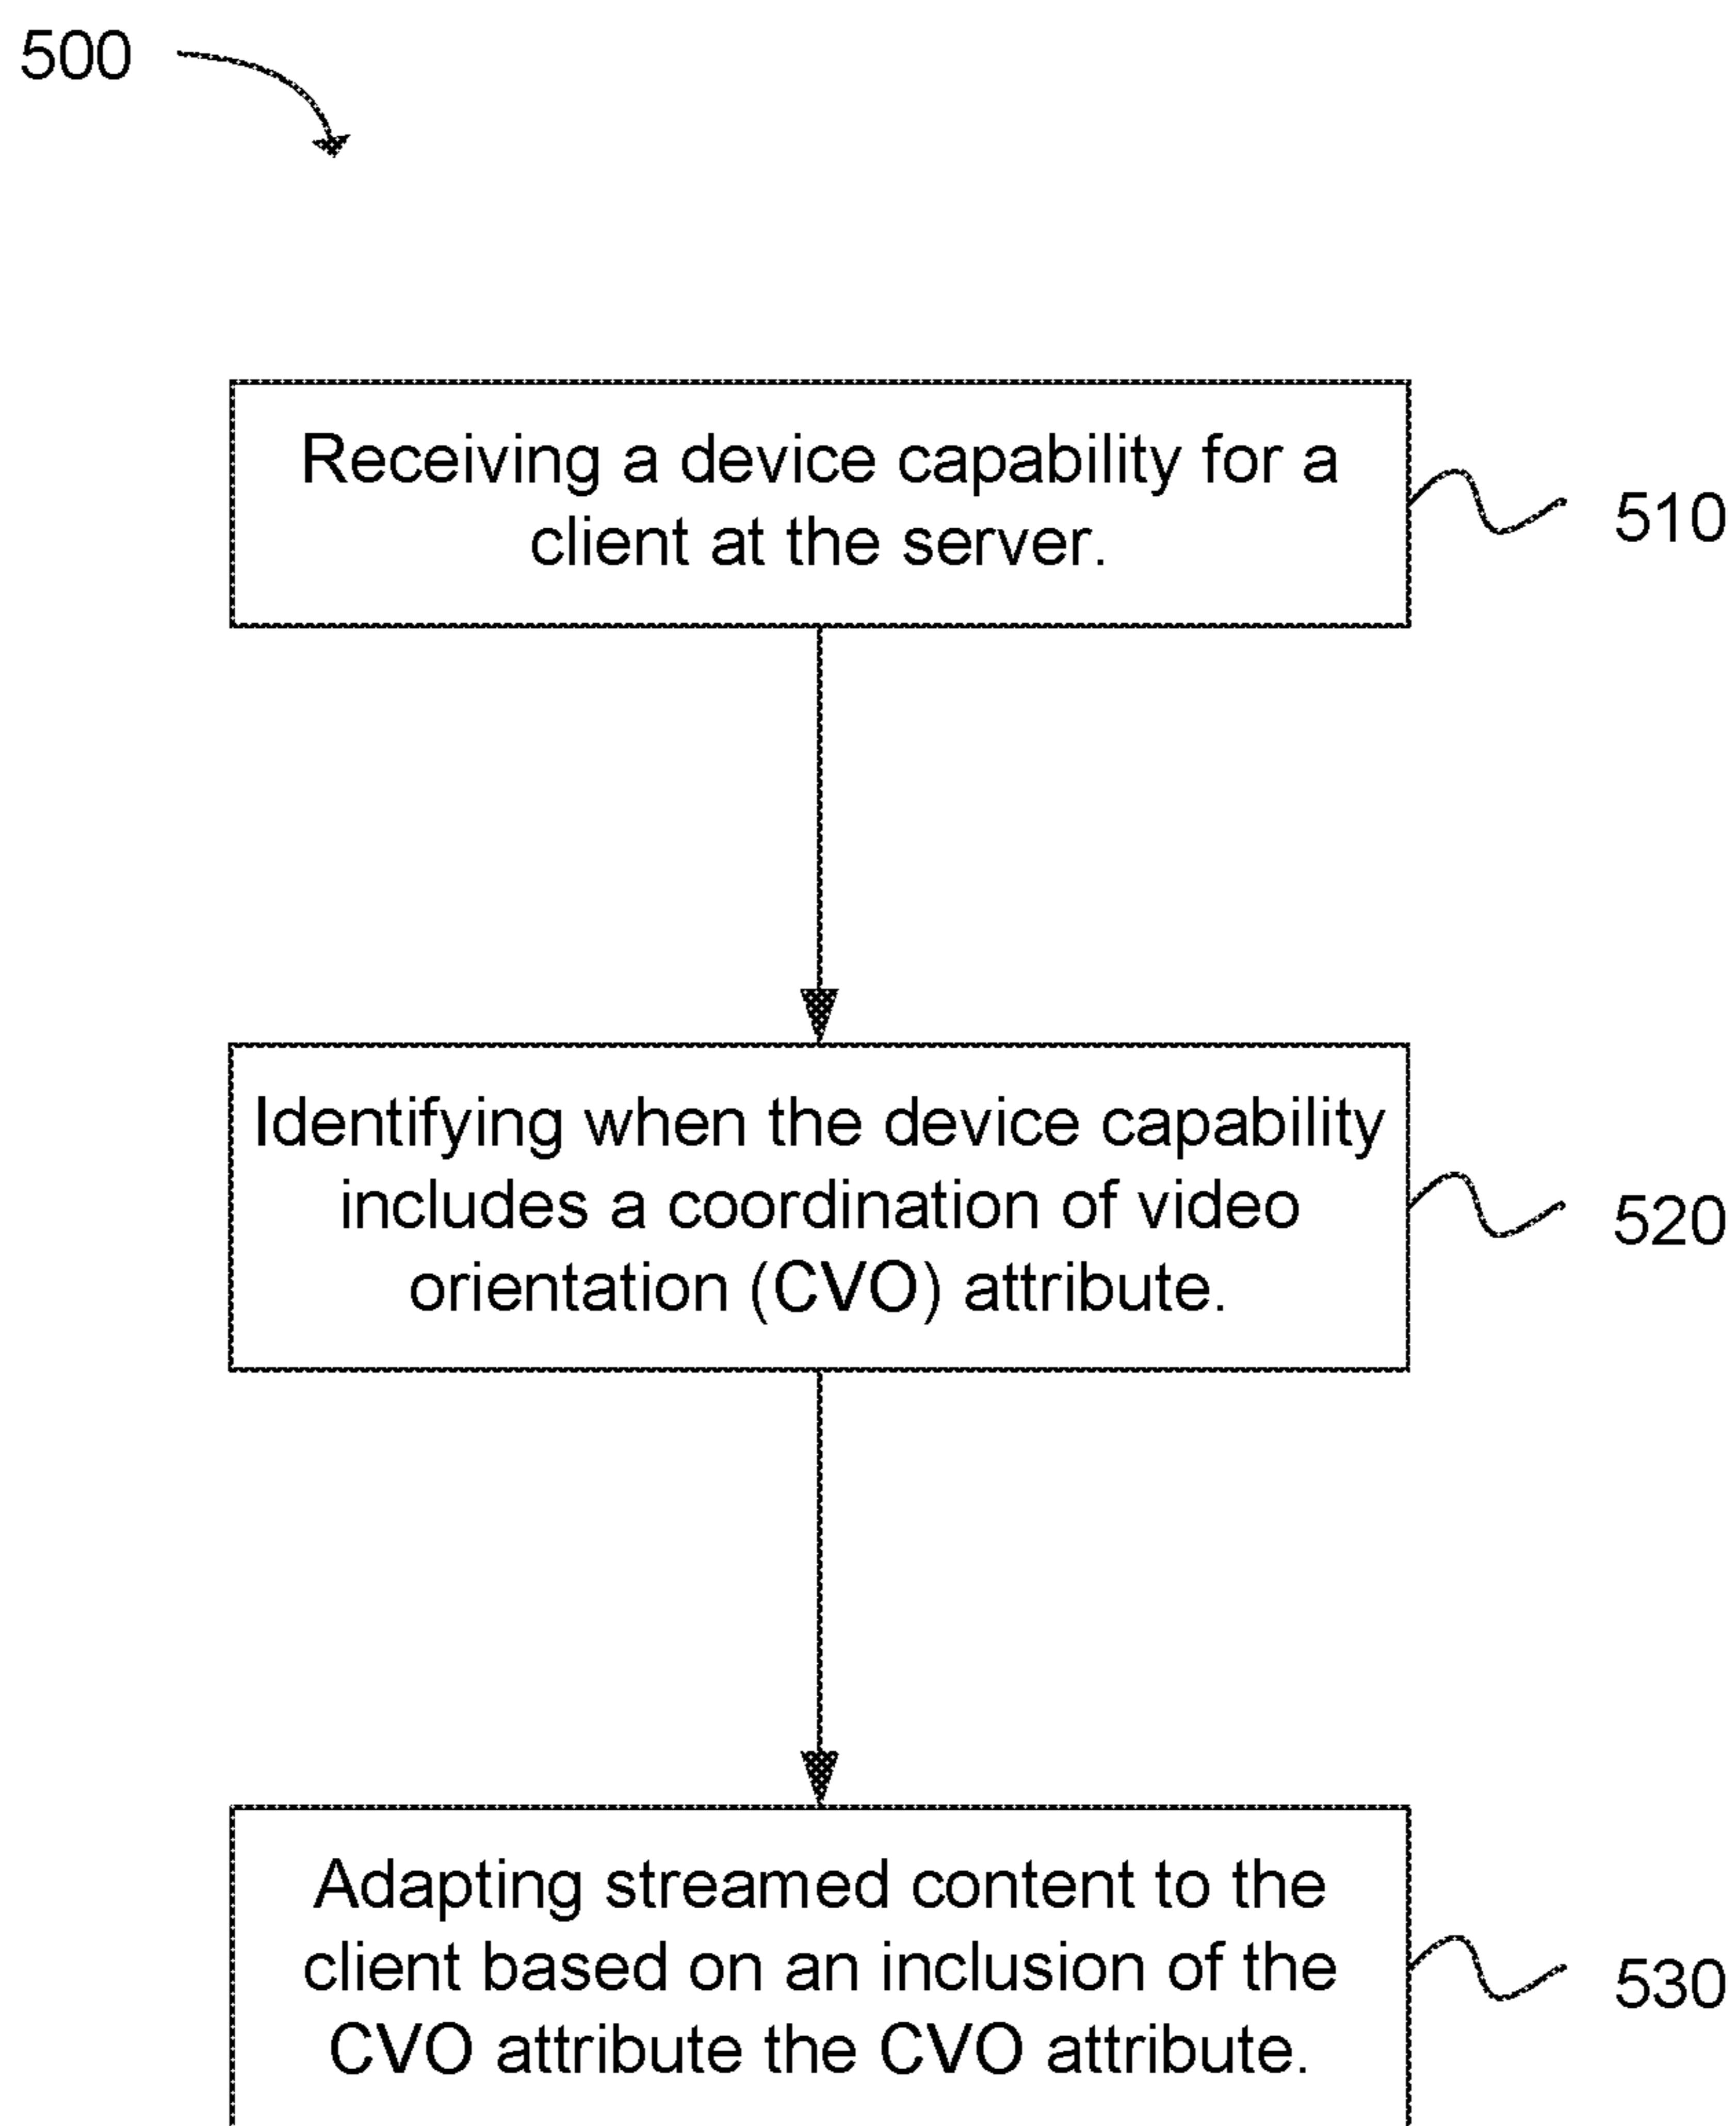 500
Receiving a device capability for a
client at the server.
510
Identifying when the device capability
includes a coordination of video
orientation (CVO) attribute.
520
Adapting streamed content to the
client based on an inclusion of the
CVO attribute the CVO attribute.
530